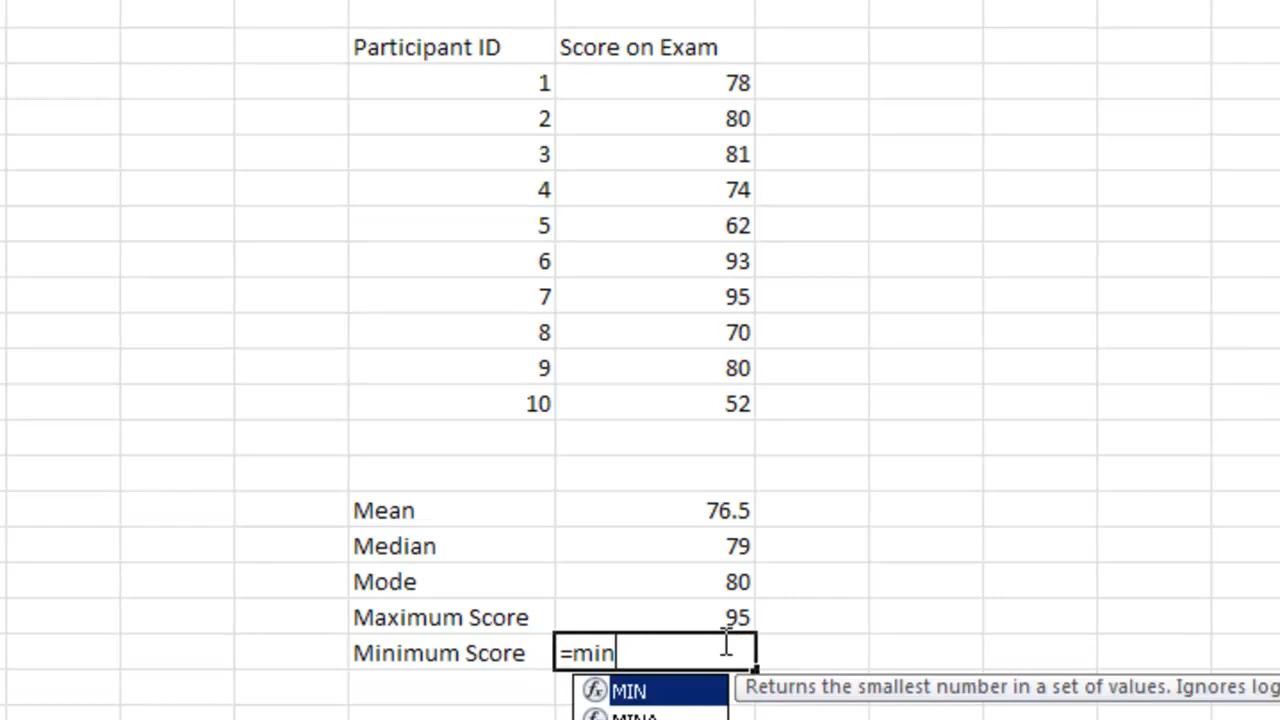 Participant ID Score on Exam
1 78
2 80
3 81
4 74
5 62
6 93
7 95
8 70
9 80
10 52
Mean 76.5
Median 79
Mode 80
Maximum Score 95
Minimum Score =min
MIN Returns the smallest number in a set of values. Ignores log
MINA